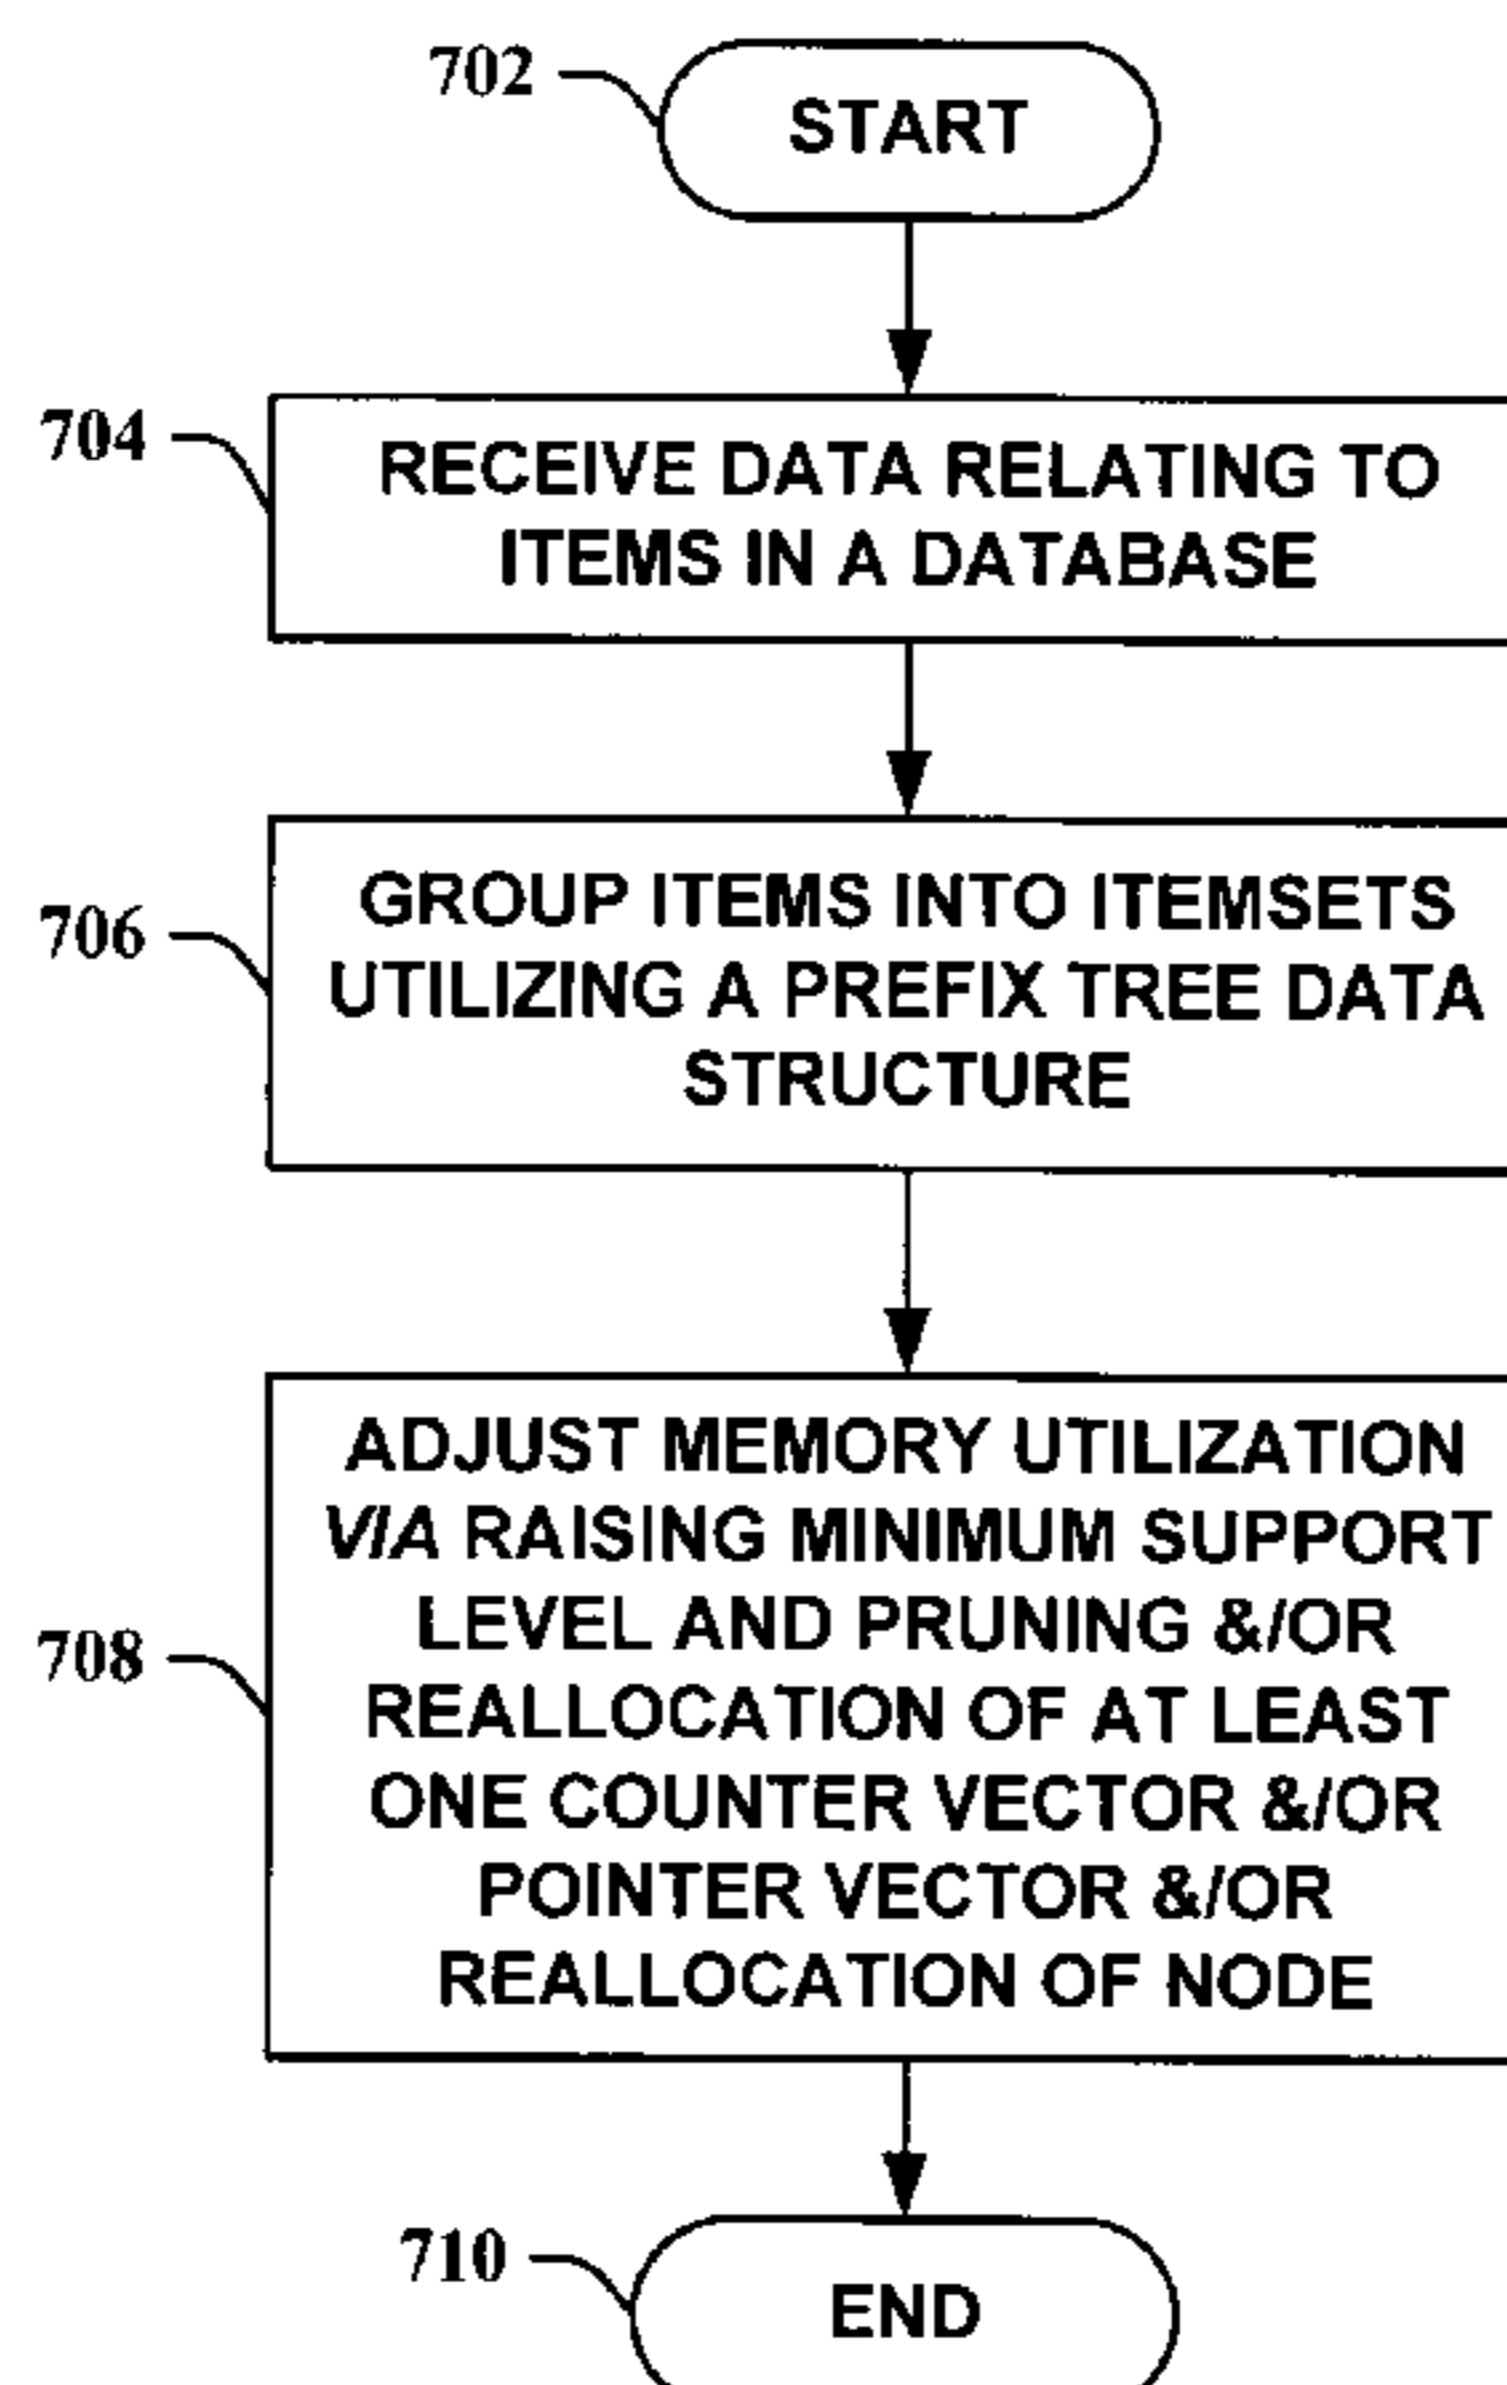 702
START
704
RECEIVE DATA RELATING TO
ITEMS IN A DATABASE
706
GROUP ITEMS INTO ITEMSETS
UTILIZING A PREFIX TREE DATA
STRUCTURE
708
ADJUST MEMORY UTILIZATION
VIA RAISING MINIMUM SUPPORT
LEVEL AND PRUNING &/OR
REALLOCATION OF AT LEAST
ONE COUNTER VECTOR &/OR
POINTER VECTOR &/OR
REALLOCATION OF NODE
710
END